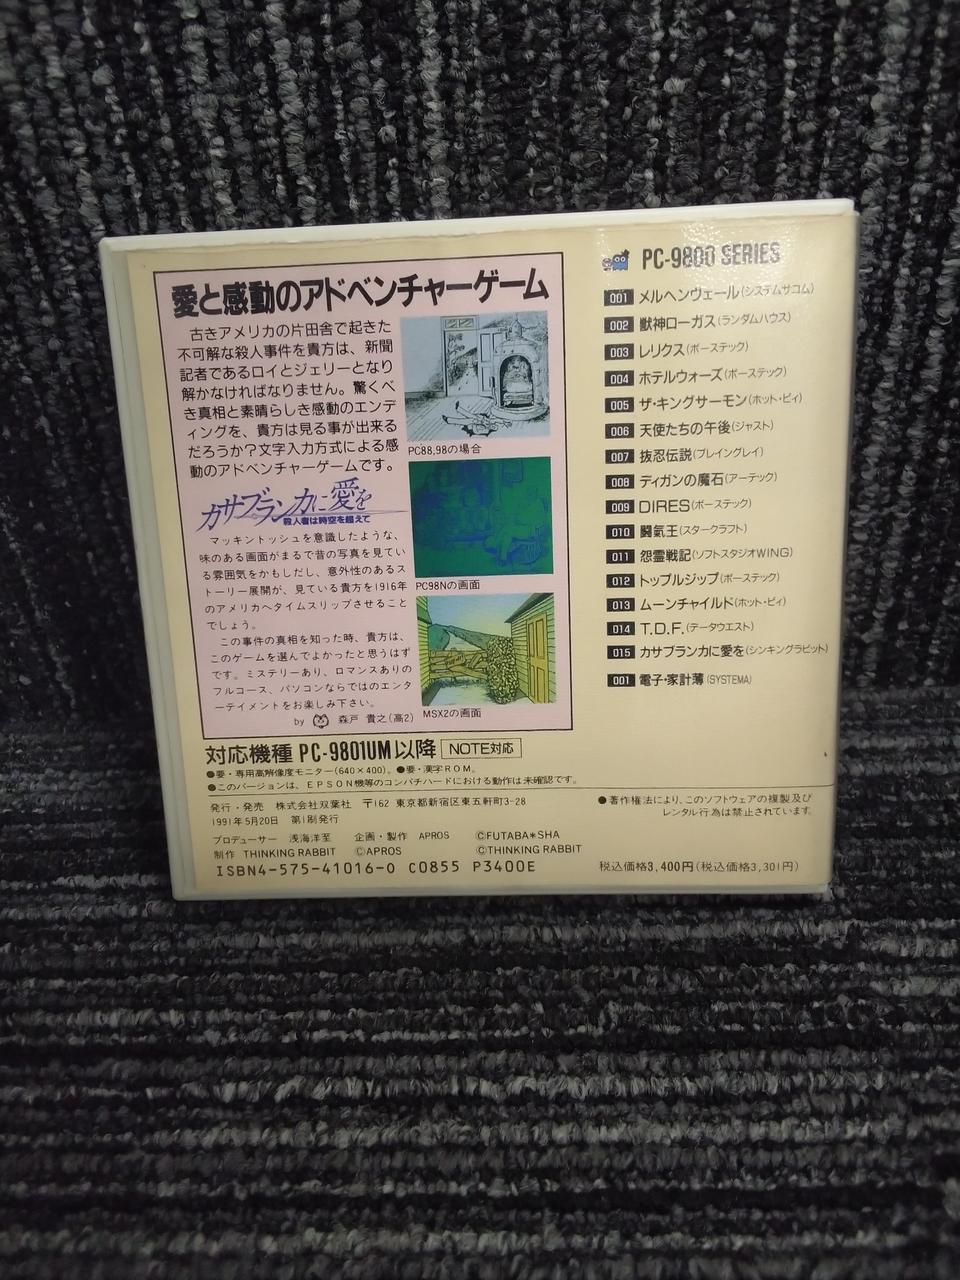 愛と感動のアドベンチャーゲーム
古きアメリカの片田舎で起きた
不可解な殺人事件を貴方は、新聞
記者であるロイとジェリーとなり
解かなければなりません。驚くべ
き真相と素晴らしき感動のエンデ
ィングを、貴方は見る事が出来る
だろうか?文字入力方式による感
動のアドベンチャーゲームです。
カサブランカに愛を
殺人者は時空を超えて
マッキントッシュを意識したような、
味のある画面がまるで昔の写真を見てい
る雰囲気をかもしだし、意外性のあるス
トーリー展開が、見ている貴方を1916年
のアメリカへタイムスリップさせること
でしょう。
この事件の真相を知った時、貴方は、
このゲームを選んでよかったと思うはず
です。ミステリーあり、ロマンスありの
フルコース、パソコンならではのエンタ
ーテイメントをお楽しみ下さい。
by 森戸 貴之(高2)
PC88,98の場合
PC98Nの画面
MSX2の画面
PC-9800 SERIES
001 メルヘンヴェール(システムサコム)
002 獣神ローガス(ランダムハウス)
003 レリクス(ボーステック)
004 ホテルウォーズ(ボーステック)
005 ザ・キングサーモン(ホット・ビィ)
006 天使たちの午後(ジャスト)
007 抜忍伝説(ブレイングレイ)
008 ディガンの魔石(アーテック)
009 DIRES(ボーステック)
010 闘氣王(スタークラフト)
011 怨霊戦記(ソフトスタジオWING)
012 トップルジップ(ボーステック)
013 ムーンチャイルド(ホット・ビィ)
014 T.D.F.(データウエスト)
015 カサブランカに愛を(シンキングラビット)
001 電子・家計薄(SYSTEMA)
対応機種 PC-9801UM以降 NOTE対応
●要・専用高解像度モニター(640×400)。●要・漢字ROM。
●このバージョンは、EPSON機等のコンパチハードにおける動作は未確認です。
発行・発売 株式会社双葉社 〒162 東京都新宿区東五軒町3-28
1991年5月20日 第1刷発行
プロデューサー 浅海洋至 企画・製作 APROS ©FUTABA*SHA
制作 THINKING RABBIT ©APROS ©THINKING RABBIT
ISBN4-575-41016-0 C0855 P3400E
●著作権法により、このソフトウェアの複製及び
レンタル行為は禁止されています。
税込価格3,400円(税込価格3,301円)